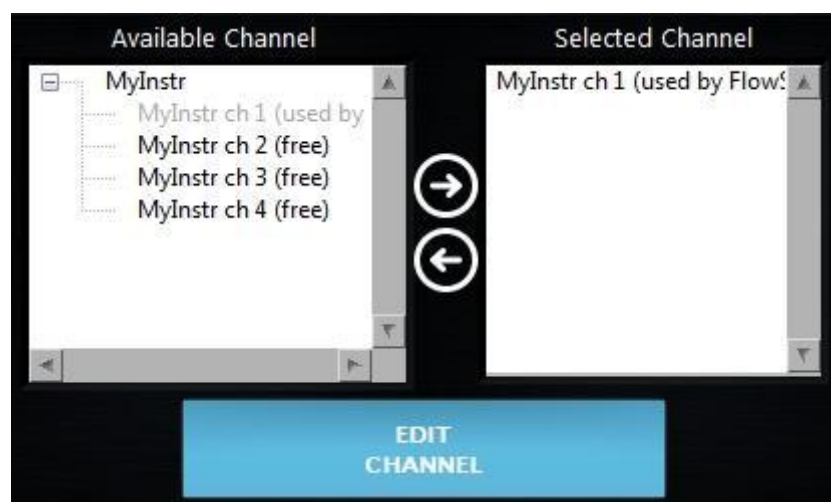 Available Channel
MyInstr
MyInstr ch 1 (used by
MyInstr ch 2 (free)
MyInstr ch 3 (free)
MyInstr ch 4 (free)
Selected Channel
MyInstr ch 1 (used by Flow
EDIT
CHANNEL